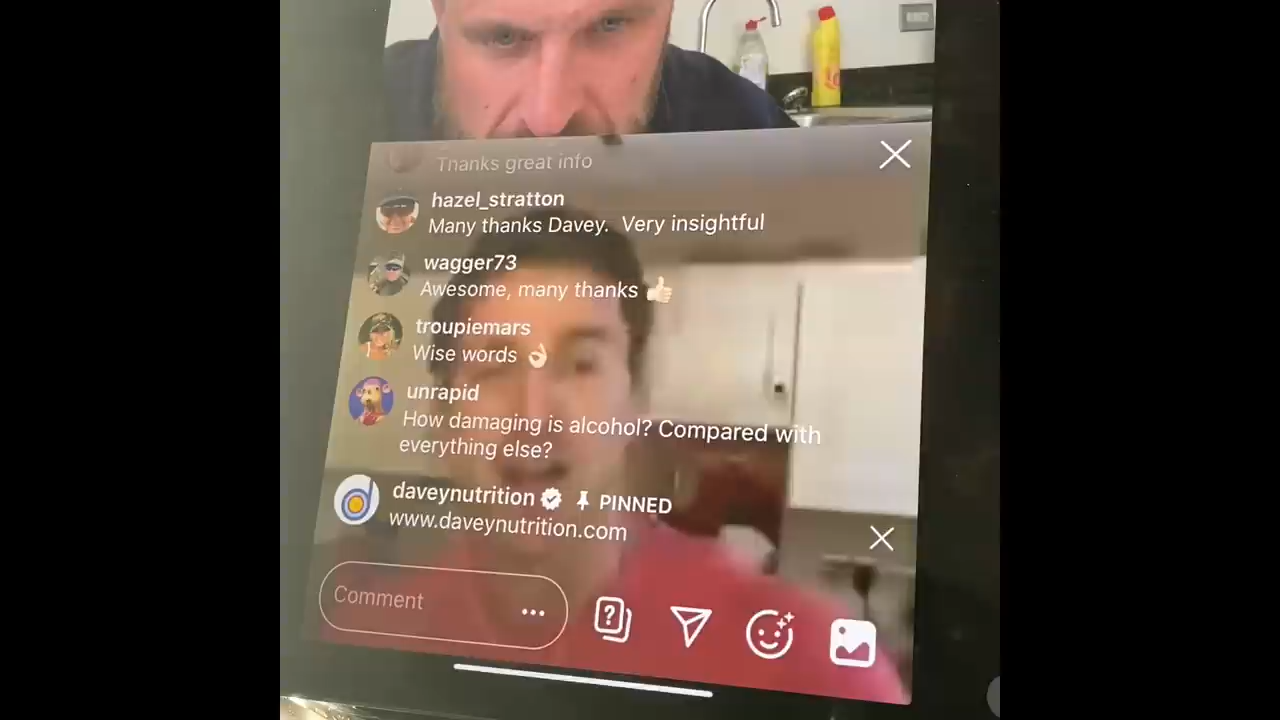 Thanks great info
hazel_stratton
Many thanks Davey. Very insightful
wagger73
Awesome, many thanks 👍🏻
troupiemars
Wise words 👌🏻
unrapid
How damaging is alcohol? Compared with
everything else?
daveynutrition PINNED
www.daveynutrition.com
Comment